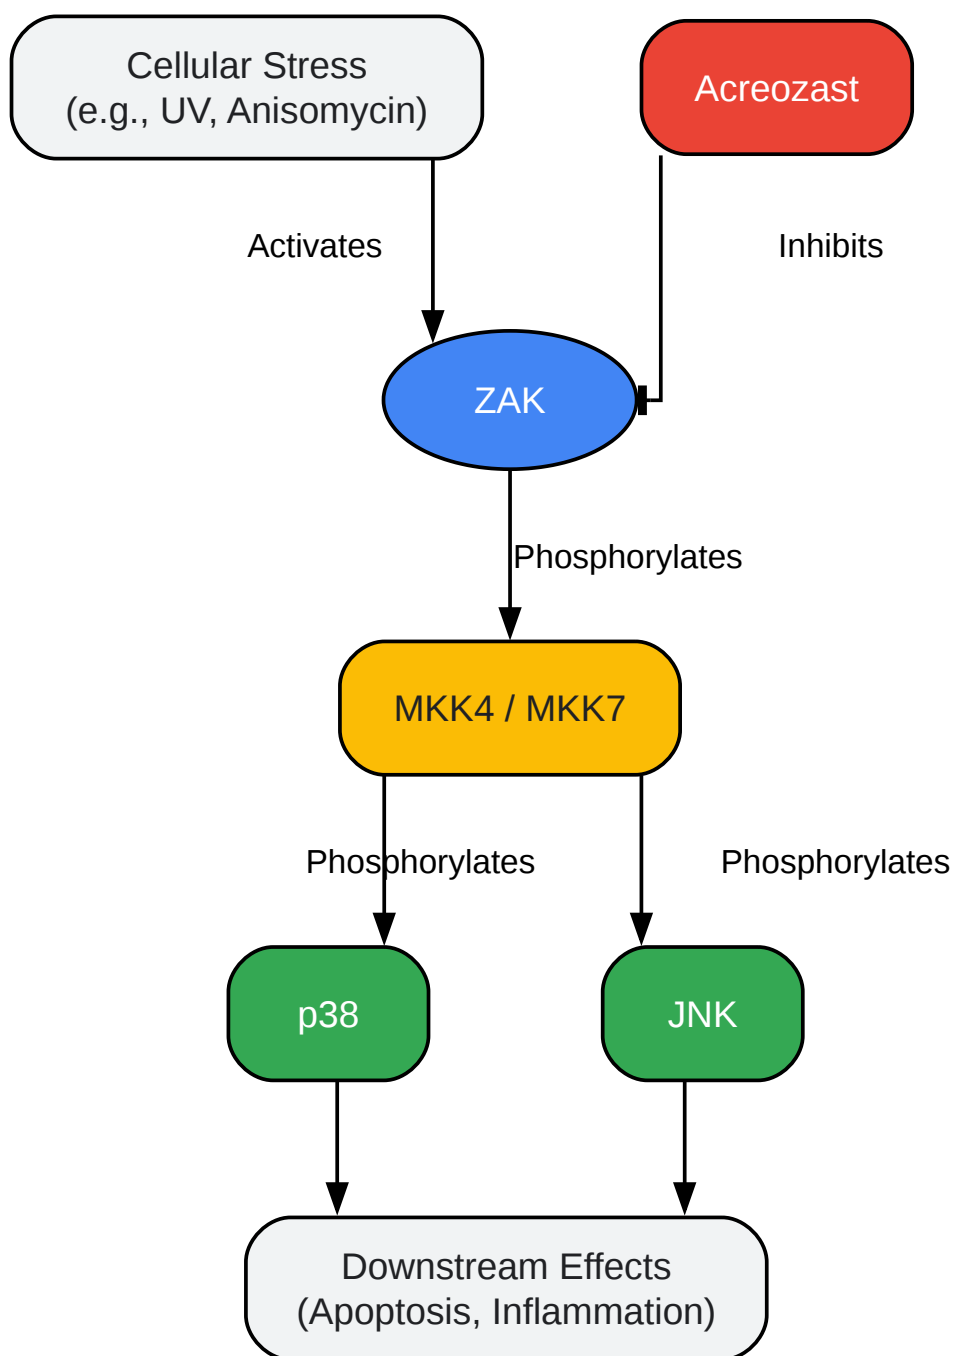 Cellular Stress
(e.g., UV, Anisomycin)
Acreozast
Activates
Inhibits
ZAK
Phosphorylates
MKK4 / MKK7
Phosphorylates
Phosphorylates
p38
JNK
Downstream Effects
(Apoptosis, Inflammation)